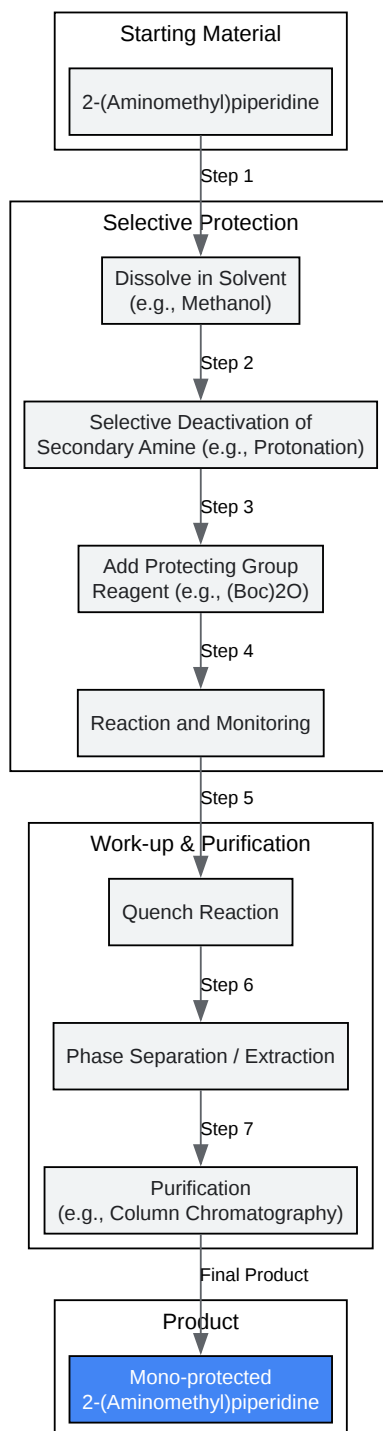 Starting Material
2-(Aminomethyl)piperidine
Step 1
Selective Protection
Dissolve in Solvent
(e.g., Methanol)
Step 2
Selective Deactivation of
Secondary Amine (e.g., Protonation)
Step 3
Add Protecting Group
Reagent (e.g., (Boc)2O)
Step 4
Reaction and Monitoring
Step 5
Work-up & Purification
Quench Reaction
Step 6
Phase Separation / Extraction
Step 7
Purification
(e.g., Column Chromatography)
Final Product
Product
Mono-protected
2-(Aminomethyl)piperidine